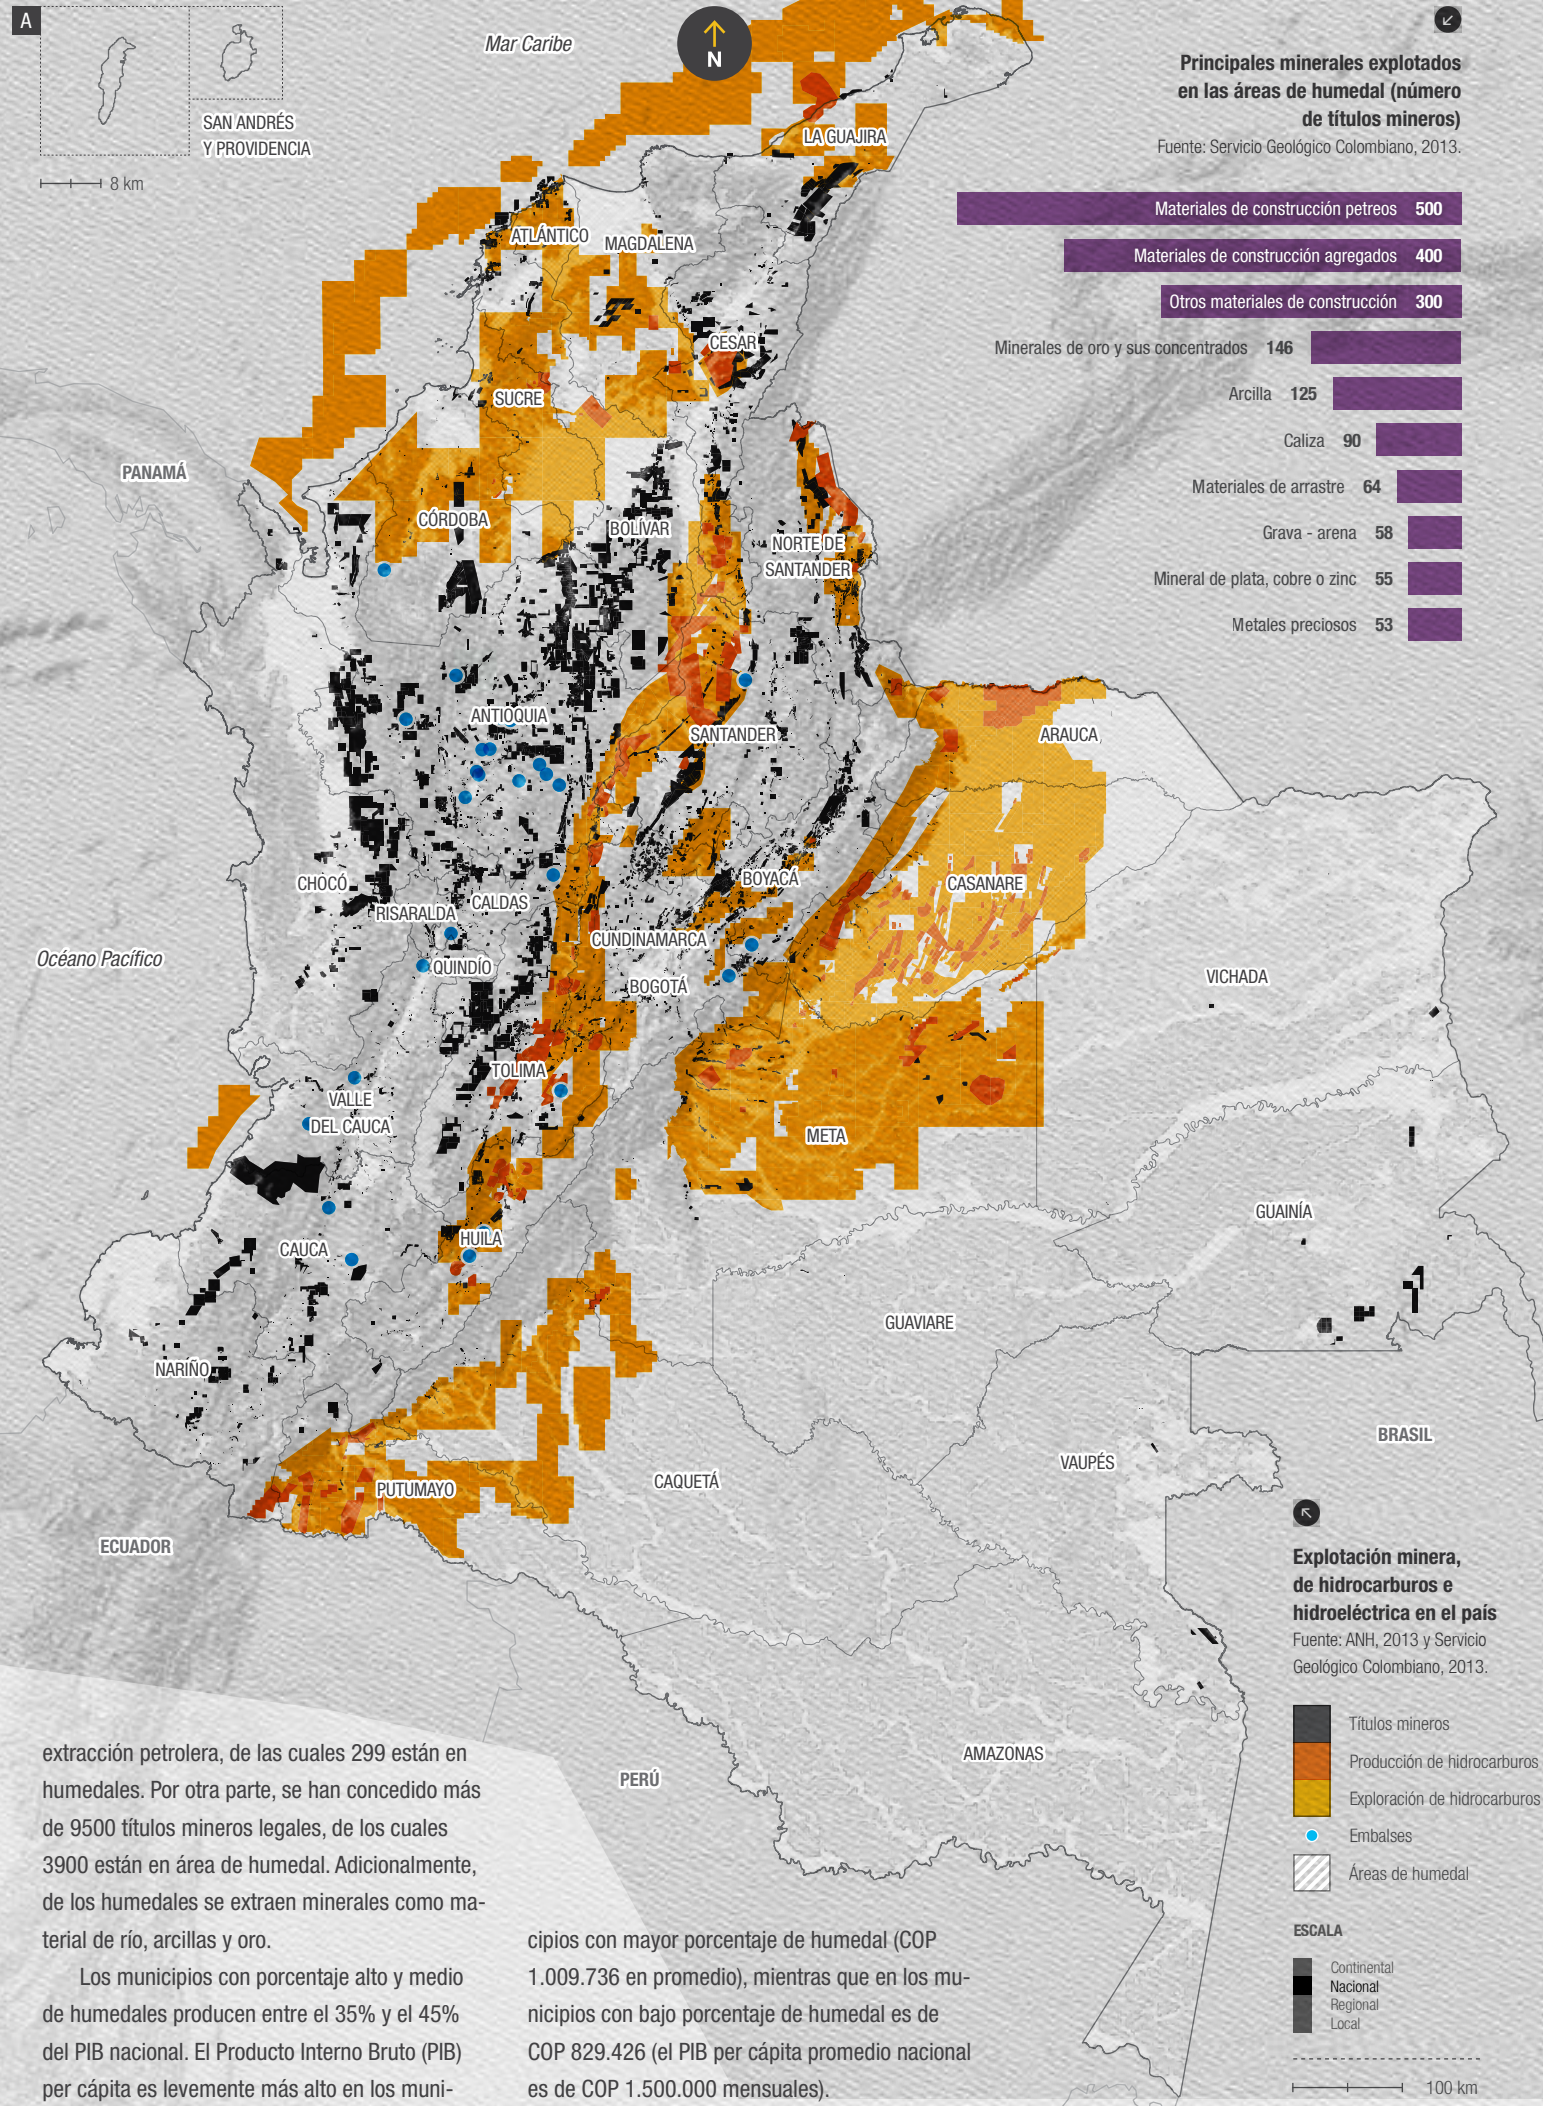 A
SAN ANDRÉS
Y PROVIDENCIA
8 km
Mar Caribe
N
Principales minerales explotados
en las áreas de humedal (número
de títulos mineros)
Fuente: Servicio Geológico Colombiano, 2013.
Materiales de construcción petreos 500
Materiales de construcción agregados 400
Otros materiales de construcción 300
Minerales de oro y sus concentrados 146
Arcilla 125
Caliza 90
Materiales de arrastre 64
Grava - arena 58
Mineral de plata, cobre o zinc 55
Metales preciosos 53
LA GUAJIRA
ATLÁNTICO
MAGDALENA
CESAR
SUCRE
PANAMÁ
CÓRDOBA
BOLÍVAR
NORTE DE
SANTANDER
ANTIOQUIA
SANTANDER
ARAUCA
CHOCÓ
RISARALDA
CALDAS
BOYACÁ
CASANARE
CUNDINAMARCA
Océano Pacífico
QUINDÍO
BOGOTÁ
VICHADA
TOLIMA
VALLE
DEL CAUCA
META
GUAINÍA
CAUCA
HUILA
GUAVIARE
NARIÑO
BRASIL
VAUPÉS
CAQUETÁ
PUTUMAYO
ECUADOR
AMAZONAS
PERÚ
Explotación minera,
de hidrocarburos e
hidroeléctrica en el país
Fuente: ANH, 2013 y Servicio
Geológico Colombiano, 2013.
Títulos mineros
Producción de hidrocarburos
Exploración de hidrocarburos
Embalses
Áreas de humedal
ESCALA
Continental
Nacional
Regional
Local
100 km
extracción petrolera, de las cuales 299 están en
humedales. Por otra parte, se han concedido más
de 9500 títulos mineros legales, de los cuales
3900 están en área de humedal. Adicionalmente,
de los humedales se extraen minerales como ma-
terial de río, arcillas y oro.
Los municipios con porcentaje alto y medio
de humedales producen entre el 35% y el 45%
del PIB nacional. El Producto Interno Bruto (PIB)
per cápita es levemente más alto en los muni-
cipios con mayor porcentaje de humedal (COP
1.009.736 en promedio), mientras que en los mu-
nicipios con bajo porcentaje de humedal es de
COP 829.426 (el PIB per cápita promedio nacional
es de COP 1.500.000 mensuales).